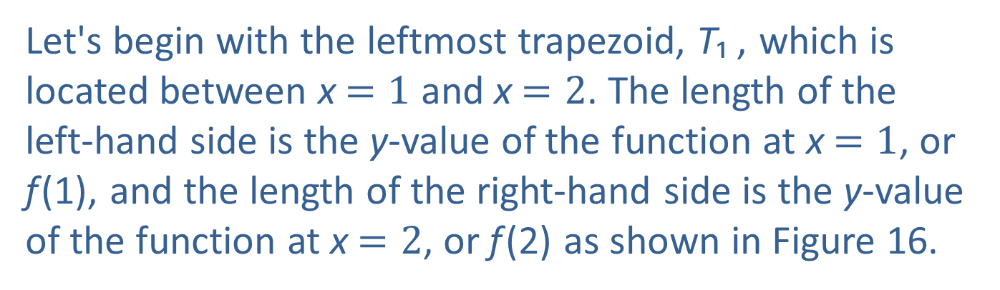 Let's begin with the leftmost trapezoid, T₁ , which is
located between x = 1 and x = 2. The length of the
left-hand side is the y-value of the function at x = 1, or
f(1), and the length of the right-hand side is the y-value
of the function at x = 2, or f(2) as shown in Figure 16.